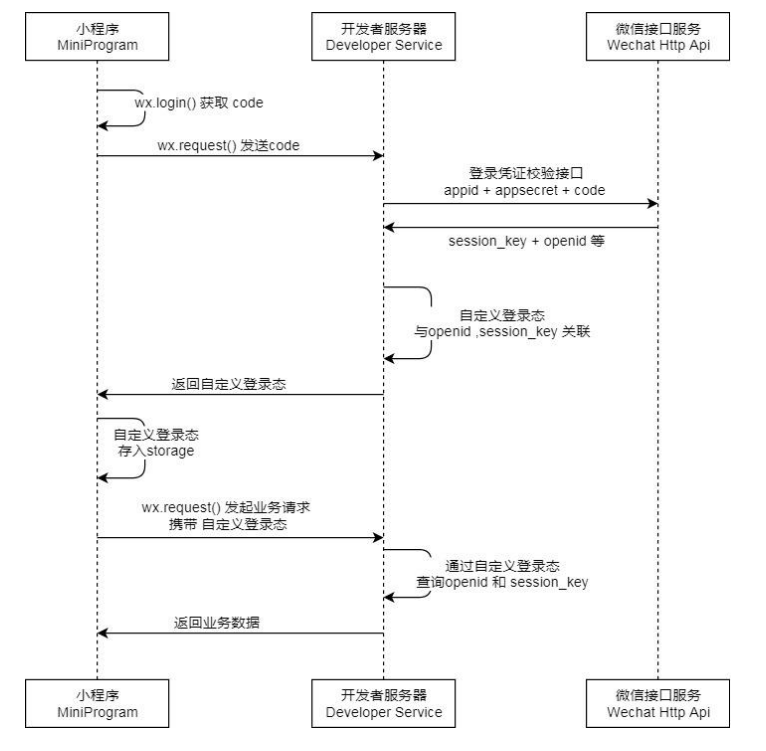 小程序
MiniProgram
开发者服务器
Developer Service
微信接口服务
Wechat Http Api
wx.login() 获取 code
wx.request() 发送code
登录凭证校验接口
appid + appsecret + code
session_key + openid 等
自定义登录态
与openid ,session_key 关联
返回自定义登录态
自定义登录态
存入storage
wx.request() 发起业务请求
携带 自定义登录态
通过自定义登录态
查询openid 和 session_key
返回业务数据
小程序
MiniProgram
开发者服务器
Developer Service
微信接口服务
Wechat Http Api